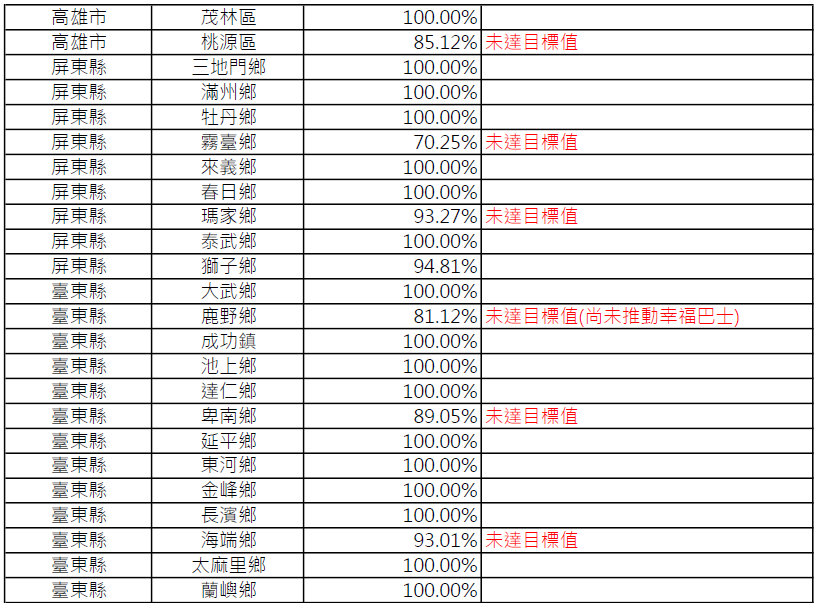 高雄市 茂林區 100.00%
高雄市 桃源區 85.12% 未達目標值
屏東縣 三地門鄉 100.00%
屏東縣 滿州鄉 100.00%
屏東縣 牡丹鄉 100.00%
屏東縣 霧臺鄉 70.25% 未達目標值
屏東縣 來義鄉 100.00%
屏東縣 春日鄉 100.00%
屏東縣 瑪家鄉 93.27% 未達目標值
屏東縣 泰武鄉 100.00%
屏東縣 獅子鄉 94.81%
臺東縣 大武鄉 100.00%
臺東縣 鹿野鄉 81.12% 未達目標值(尚未推動幸福巴士)
臺東縣 成功鎮 100.00%
臺東縣 池上鄉 100.00%
臺東縣 達仁鄉 100.00%
臺東縣 卑南鄉 89.05% 未達目標值
臺東縣 延平鄉 100.00%
臺東縣 東河鄉 100.00%
臺東縣 金峰鄉 100.00%
臺東縣 長濱鄉 100.00%
臺東縣 海端鄉 93.01% 未達目標值
臺東縣 太麻里鄉 100.00%
臺東縣 蘭嶼鄉 100.00%